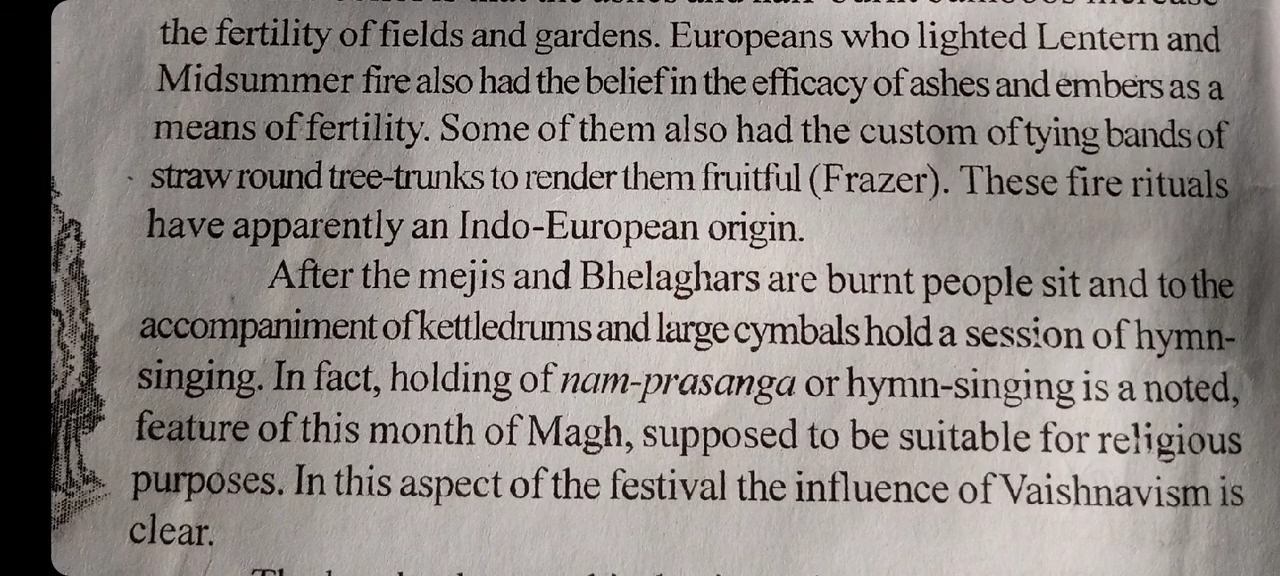 the fertility of fields and gardens. Europeans who lighted Lentern and
Midsummer fire also had the belief in the efficacy of ashes and embers as a
means of fertility. Some of them also had the custom of tying bands of
straw round tree-trunks to render them fruitful (Frazer). These fire rituals
have apparently an Indo-European origin.
After the mejis and Bhelaghars are burnt people sit and to the
accompaniment of kettledrums and large cymbals hold a session of hymn-
singing. In fact, holding of nam-prasanga or hymn-singing is a noted,
feature of this month of Magh, supposed to be suitable for religious
purposes. In this aspect of the festival the influence of Vaishnavism is
clear.